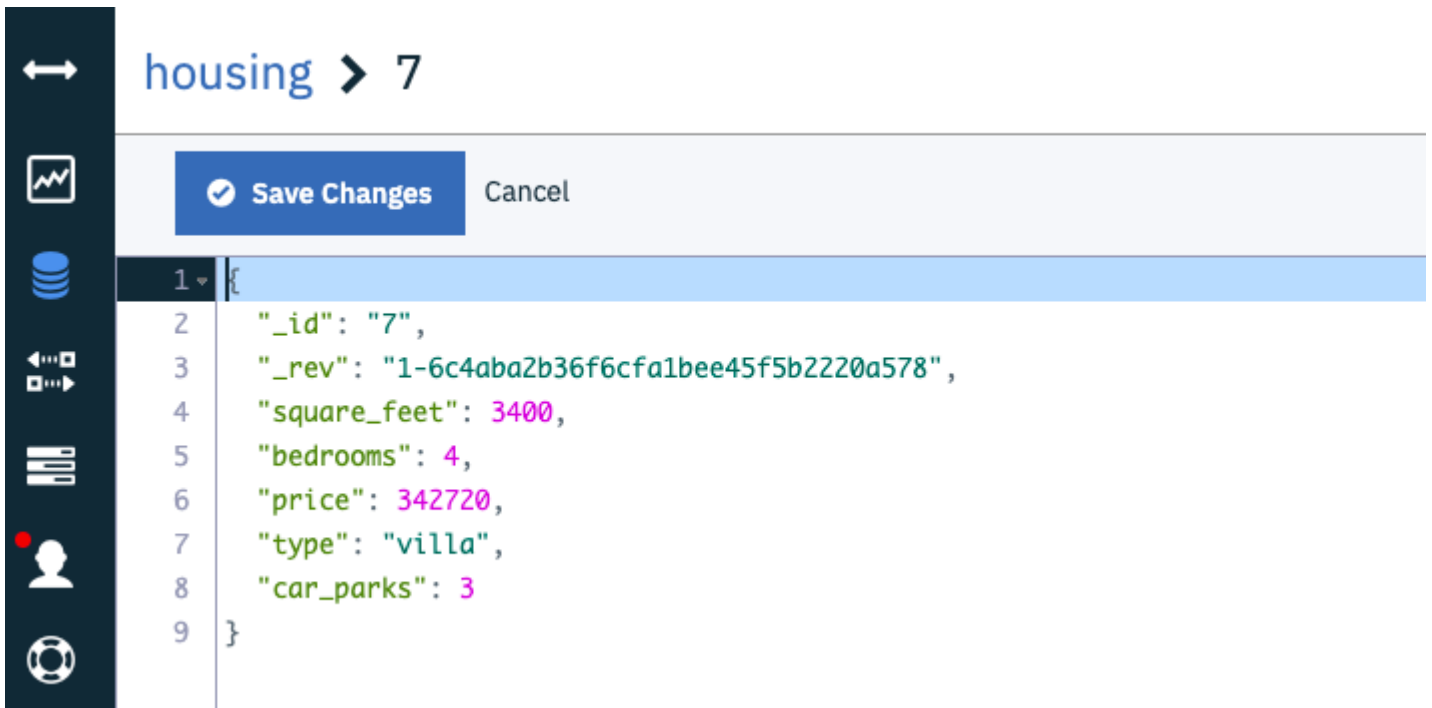 housing > 7
Save Changes Cancel
1 {
2 "_id": "7",
3 "_rev": "1-6c4aba2b36f6cfa1bee45f5b2220a578",
4 "square_feet": 3400,
5 "bedrooms": 4,
6 "price": 342720,
7 "type": "villa",
8 "car_parks": 3
9 }